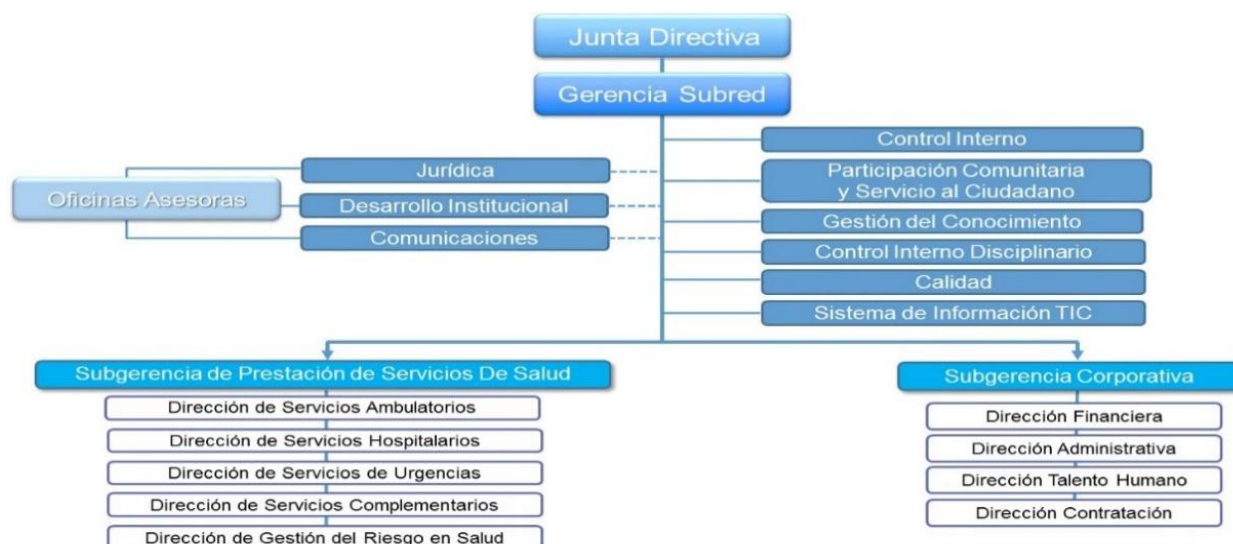 Junta Directiva
Gerencia Subred
Control Interno
Jurídica
Participación Comunitaria
y Servicio al Ciudadano
Oficinas Asesoras
Desarrollo Institucional
Gestión del Conocimiento
Comunicaciones
Control Interno Disciplinario
Calidad
Sistema de Información TIC
Subgerencia de Prestación de Servicios De Salud
Dirección de Servicios Ambulatorios
Dirección de Servicios Hospitalarios
Dirección de Servicios de Urgencias
Dirección de Servicios Complementarios
Dirección de Gestión del Riesgo en Salud
Subgerencia Corporativa
Dirección Financiera
Dirección Administrativa
Dirección Talento Humano
Dirección Contratación